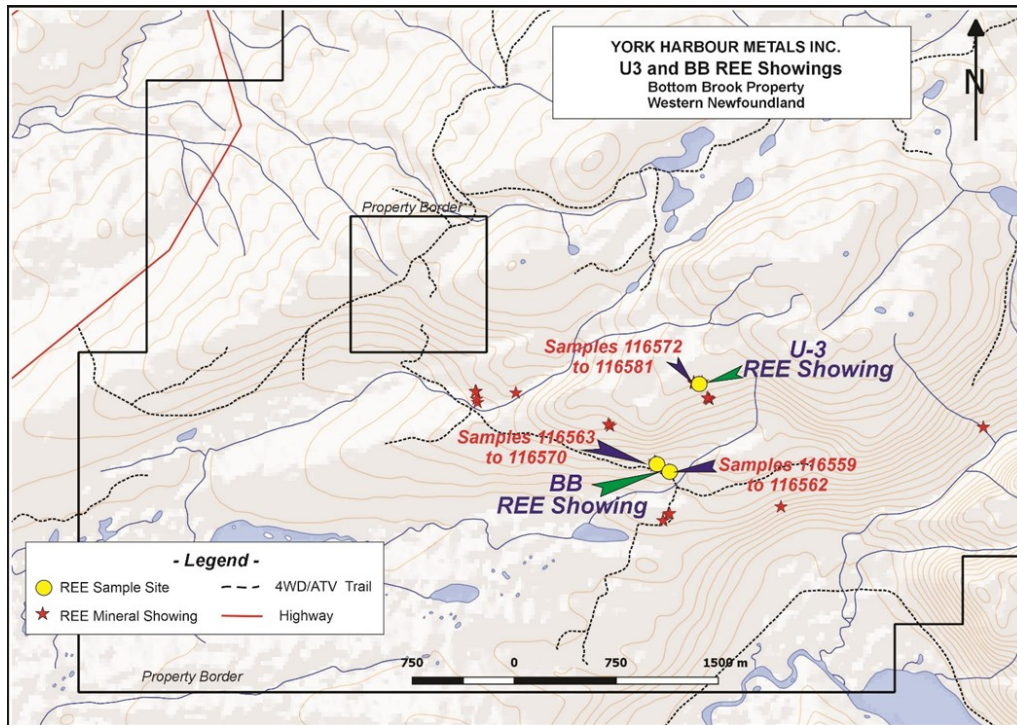 YORK HARBOUR METALS INC.
U3 and BB REE Showings
Bottom Brook Property
Western Newfoundland
N
Property Border
Samples 116572
to 116581
U-3
REE Showing
Samples 116563
to 116570
Samples 116559
to 116562
BB
REE Showing
- Legend -
REE Sample Site
4WD/ATV Trail
REE Mineral Showing
Highway
Property Border
750 0 750 1500 m